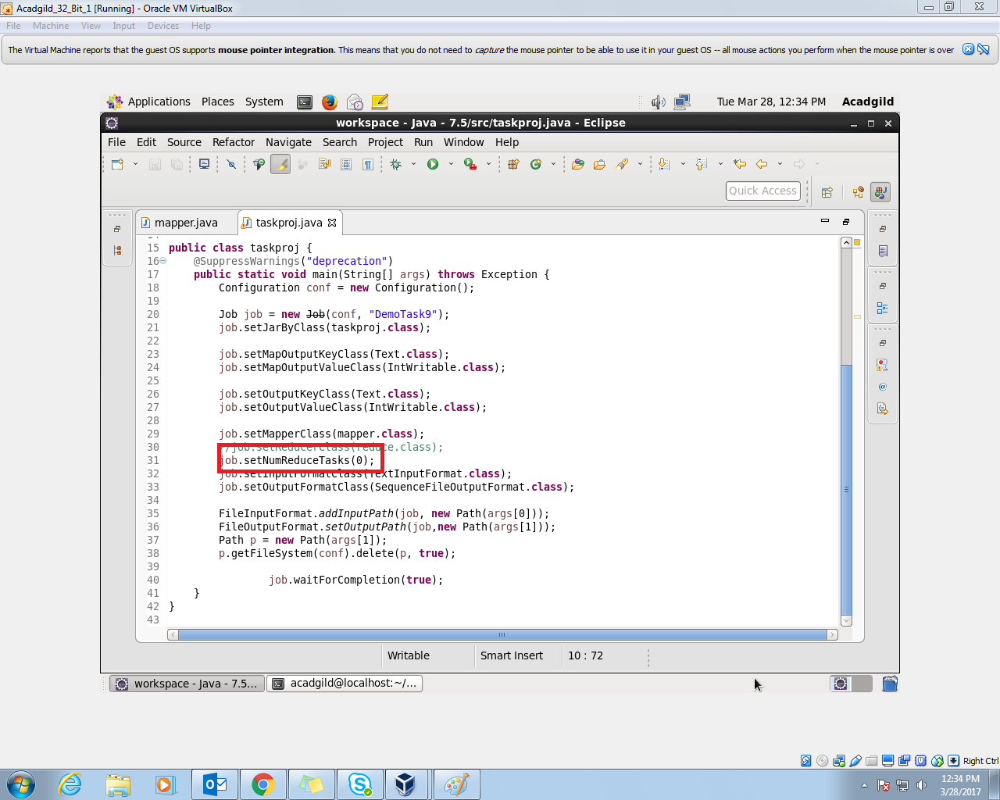 Acadgild_32_Bit_1 [Running] - Oracle VM VirtualBox
File Machine View Input Devices Help
The Virtual Machine reports that the guest OS supports mouse pointer integration. This means that you do not need to capture the mouse pointer to be able to use it in your guest OS -- all mouse actions you perform when the mouse pointer is over
Applications Places System Tue Mar 28, 12:34 PM Acadgild
workspace - Java - 7.5/src/taskproj.java - Eclipse
File Edit Source Refactor Navigate Search Project Run Window Help
Quick Access
mapper.java taskproj.java
15 public class taskproj {
16 @SuppressWarnings("deprecation")
17 public static void main(String[] args) throws Exception {
18 Configuration conf = new Configuration();
19
20 Job job = new Job(conf, "DemoTask9");
21 job.setJarByClass(taskproj.class);
22
23 job.setMapOutputKeyClass(Text.class);
24 job.setMapOutputValueClass(IntWritable.class);
25
26 job.setOutputKeyClass(Text.class);
27 job.setOutputValueClass(IntWritable.class);
28
29 job.setMapperClass(mapper.class);
30 //job.setReducerClass(reduce.class);
31 job.setNumReduceTasks(0);
32 job.setInputFormatClass(TextInputFormat.class);
33 job.setOutputFormatClass(SequenceFileOutputFormat.class);
34
35 FileInputFormat.addInputPath(job, new Path(args[0]));
36 FileOutputFormat.setOutputPath(job,new Path(args[1]));
37 Path p = new Path(args[1]);
38 p.getFileSystem(conf).delete(p, true);
39
40 job.waitForCompletion(true);
41 }
42 }
43
Writable Smart Insert 10 : 72
workspace - Java - 7.5... acadgild@localhost:~/...
Right Ctrl
12:34 PM
3/28/2017